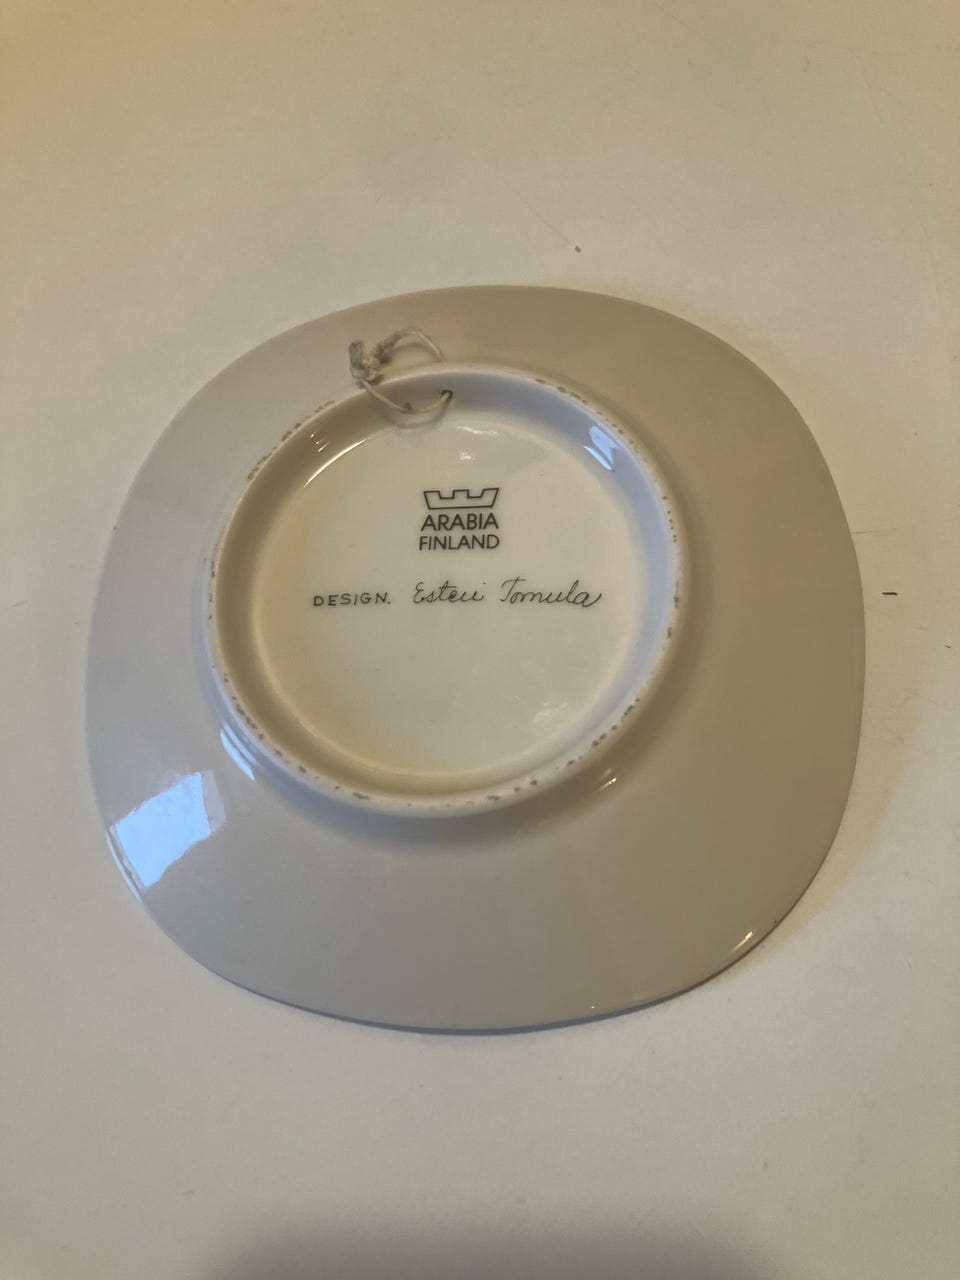 ARABIA
FINLAND
DESIGN. Esteri Tomula